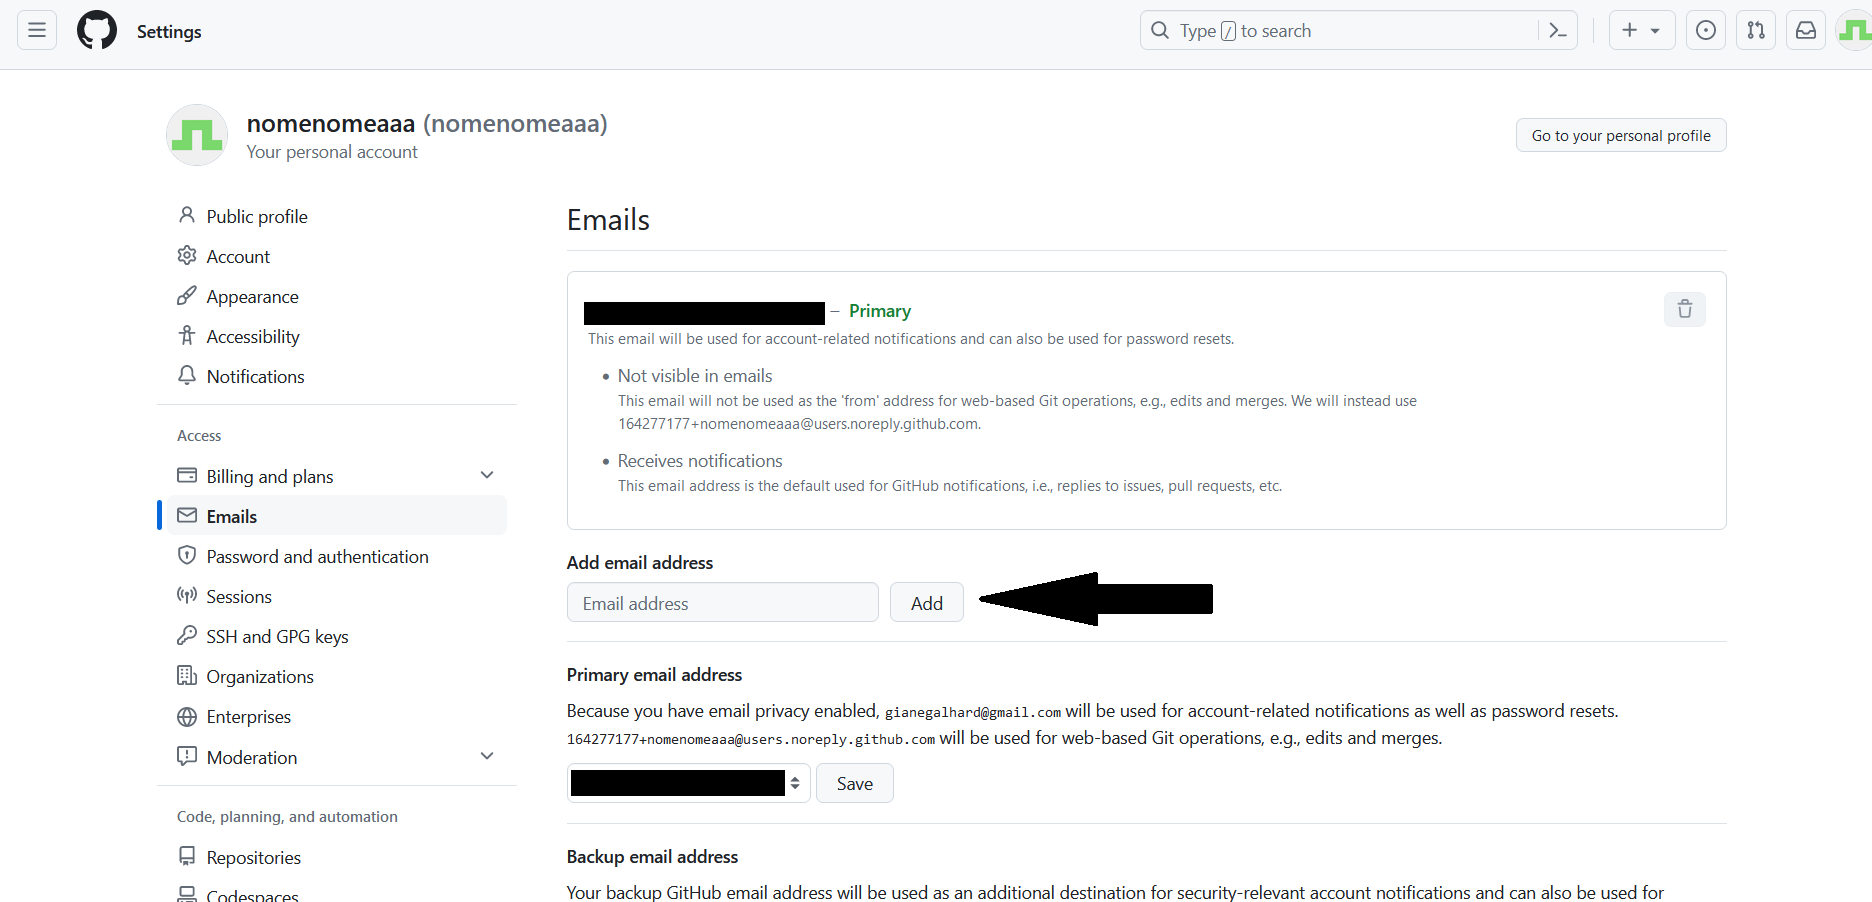 Settings
Type / to search
nomenomeaaa (nomenomeaaa)
Your personal account
Go to your personal profile
Public profile
Account
Appearance
Accessibility
Notifications
Access
Billing and plans
Emails
Password and authentication
Sessions
SSH and GPG keys
Organizations
Enterprises
Moderation
Code, planning, and automation
Repositories
Codespaces
Emails
– Primary
This email will be used for account-related notifications and can also be used for password resets.
• Not visible in emails
This email will not be used as the 'from' address for web-based Git operations, e.g., edits and merges. We will instead use
164277177+nomenomeaaa@users.noreply.github.com.
• Receives notifications
This email address is the default used for GitHub notifications, i.e., replies to issues, pull requests, etc.
Add email address
Email address
Add
Primary email address
Because you have email privacy enabled, gianegalhard@gmail.com will be used for account-related notifications as well as password resets.
164277177+nomenomeaaa@users.noreply.github.com will be used for web-based Git operations, e.g., edits and merges.
Save
Backup email address
Your backup GitHub email address will be used as an additional destination for security-relevant account notifications and can also be used for